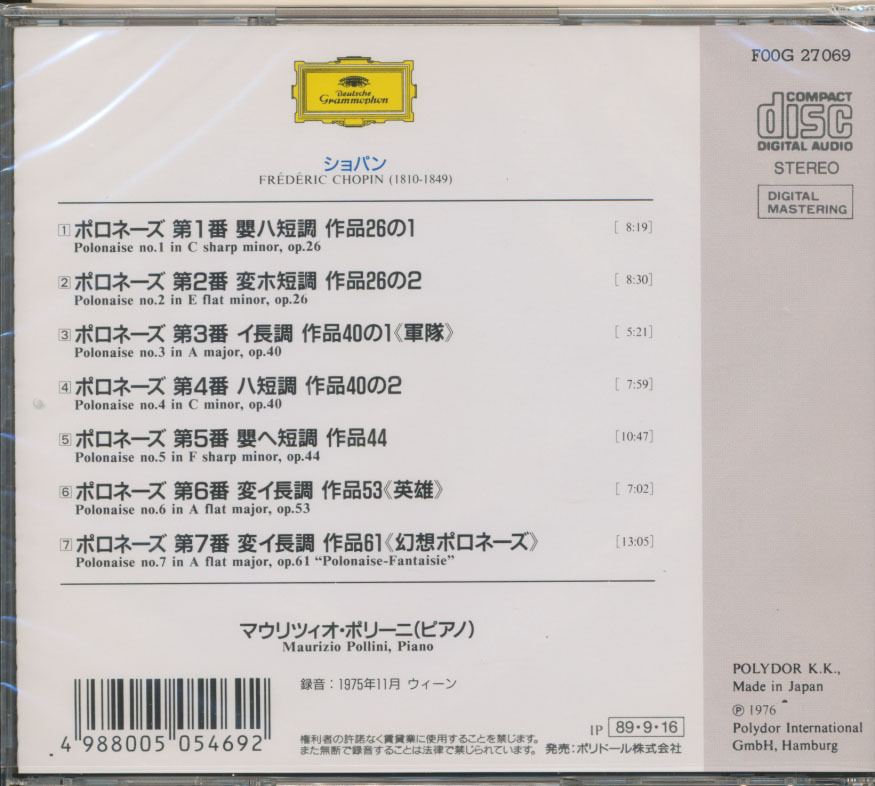 FOOG 27069
COMPACT
disc
DIGITAL AUDIO
STEREO
DIGITAL
MASTERING
Deutsche
Grammophon
ショパン
FRÉDÉRIC CHOPIN (1810-1849)
1 ポロネーズ 第1番 嬰ハ短調 作品26の1 [ 8:19]
Polonaise no.1 in C sharp minor, op.26
2 ポロネーズ 第2番 変ホ短調 作品26の2 [ 8:30]
Polonaise no.2 in E flat minor, op.26
3 ポロネーズ 第3番 イ長調 作品40の1《軍隊》 [ 5:21]
Polonaise no.3 in A major, op.40
4 ポロネーズ 第4番 ハ短調 作品40の2 [ 7:59]
Polonaise no.4 in C minor, op.40
5 ポロネーズ 第5番 嬰ヘ短調 作品44 [10:47]
Polonaise no.5 in F sharp minor, op.44
6 ポロネーズ 第6番 変イ長調 作品53《英雄》 [ 7:02]
Polonaise no.6 in A flat major, op.53
7 ポロネーズ 第7番 変イ長調 作品61《幻想ポロネーズ》 [13:05]
Polonaise no.7 in A flat major, op.61 “Polonaise-Fantaisie”
マウリツィオ・ポリーニ(ピアノ)
Maurizio Pollini, Piano
録音：1975年11月 ウィーン
4 988005 054692
権利者の許諾なく賃貸業に使用することを禁じます。
また無断で録音することは法律で禁じられています。
IP 89・9・16
発売：ポリドール株式会社
POLYDOR K.K.,
Made in Japan
Ⓟ 1976
Polydor International
GmbH, Hamburg